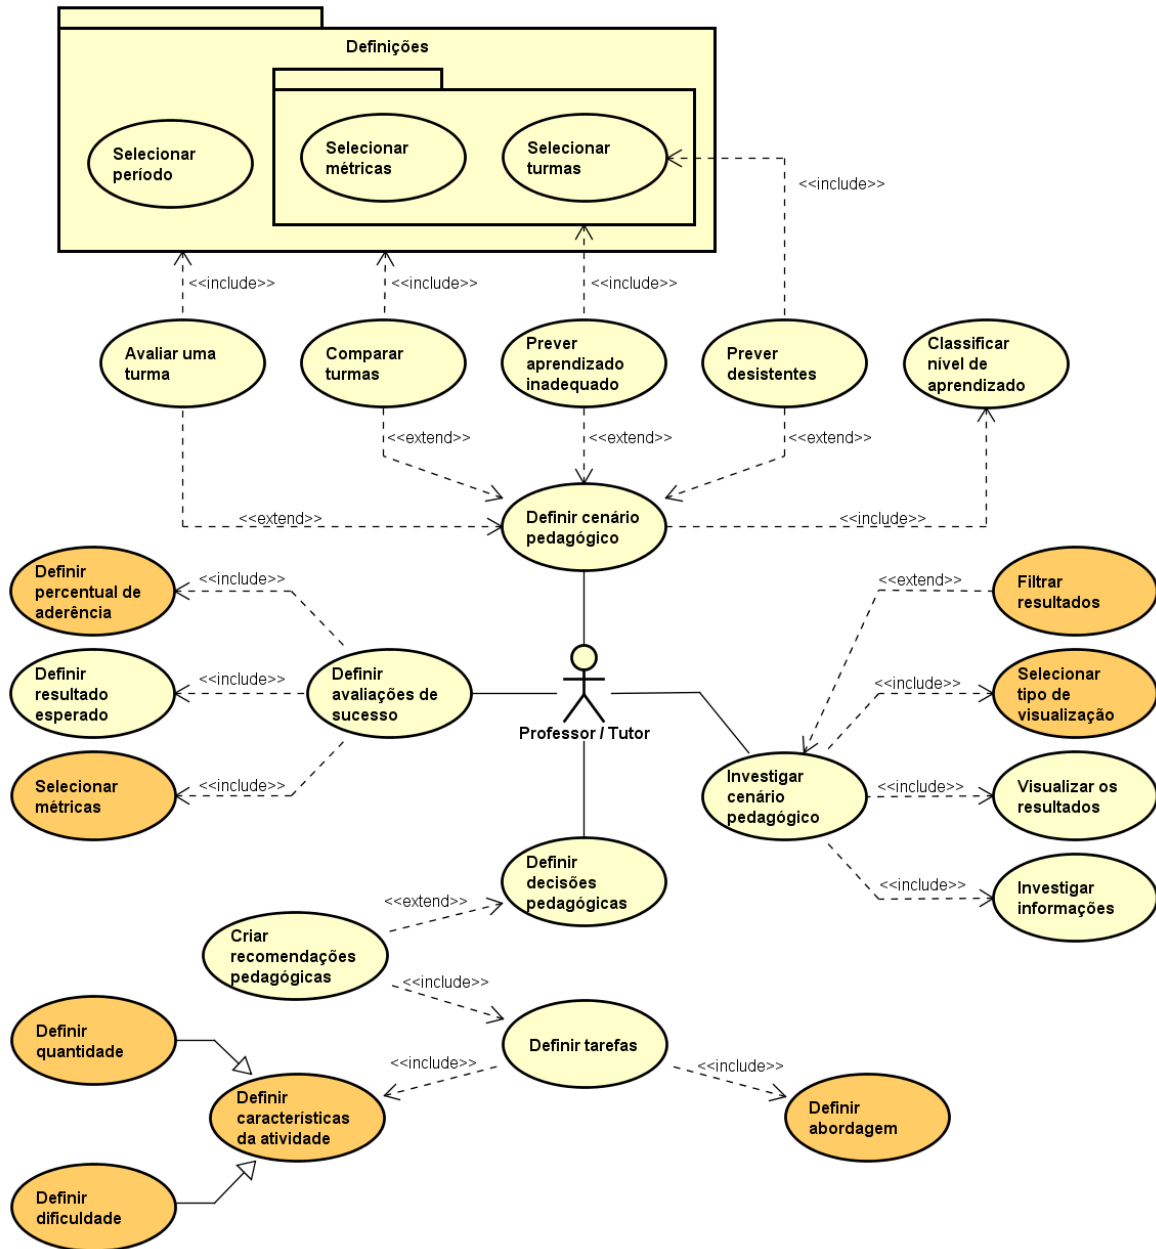 Definições
Selecionar
período
Selecionar
métricas
Selecionar
turmas
<<include>>
<<include>>
<<include>>
<<include>>
Avaliar uma
turma
Comparar
turmas
Prever
aprendizado
inadequado
Prever
desistentes
Classificar
nível de
aprendizado
<<extend>>
<<extend>>
<<extend>>
<<extend>>
Definir cenário
pedagógico
<<include>>
Definir
percentual de
aderência
<<include>>
<<extend>>
Filtrar
resultados
Definir
resultado
esperado
<<include>>
Definir
avaliações de
sucesso
Professor / Tutor
<<include>>
Selecionar
tipo de
visualização
Selecionar
métricas
<<include>>
Investigar
cenário
pedagógico
<<include>>
Visualizar os
resultados
Definir
decisões
pedagógicas
<<include>>
Investigar
informações
<<extend>>
Criar
recomendações
pedagógicas
<<include>>
Definir
quantidade
Definir tarefas
<<include>>
<<include>>
Definir
características
da atividade
Definir
abordagem
Definir
dificuldade